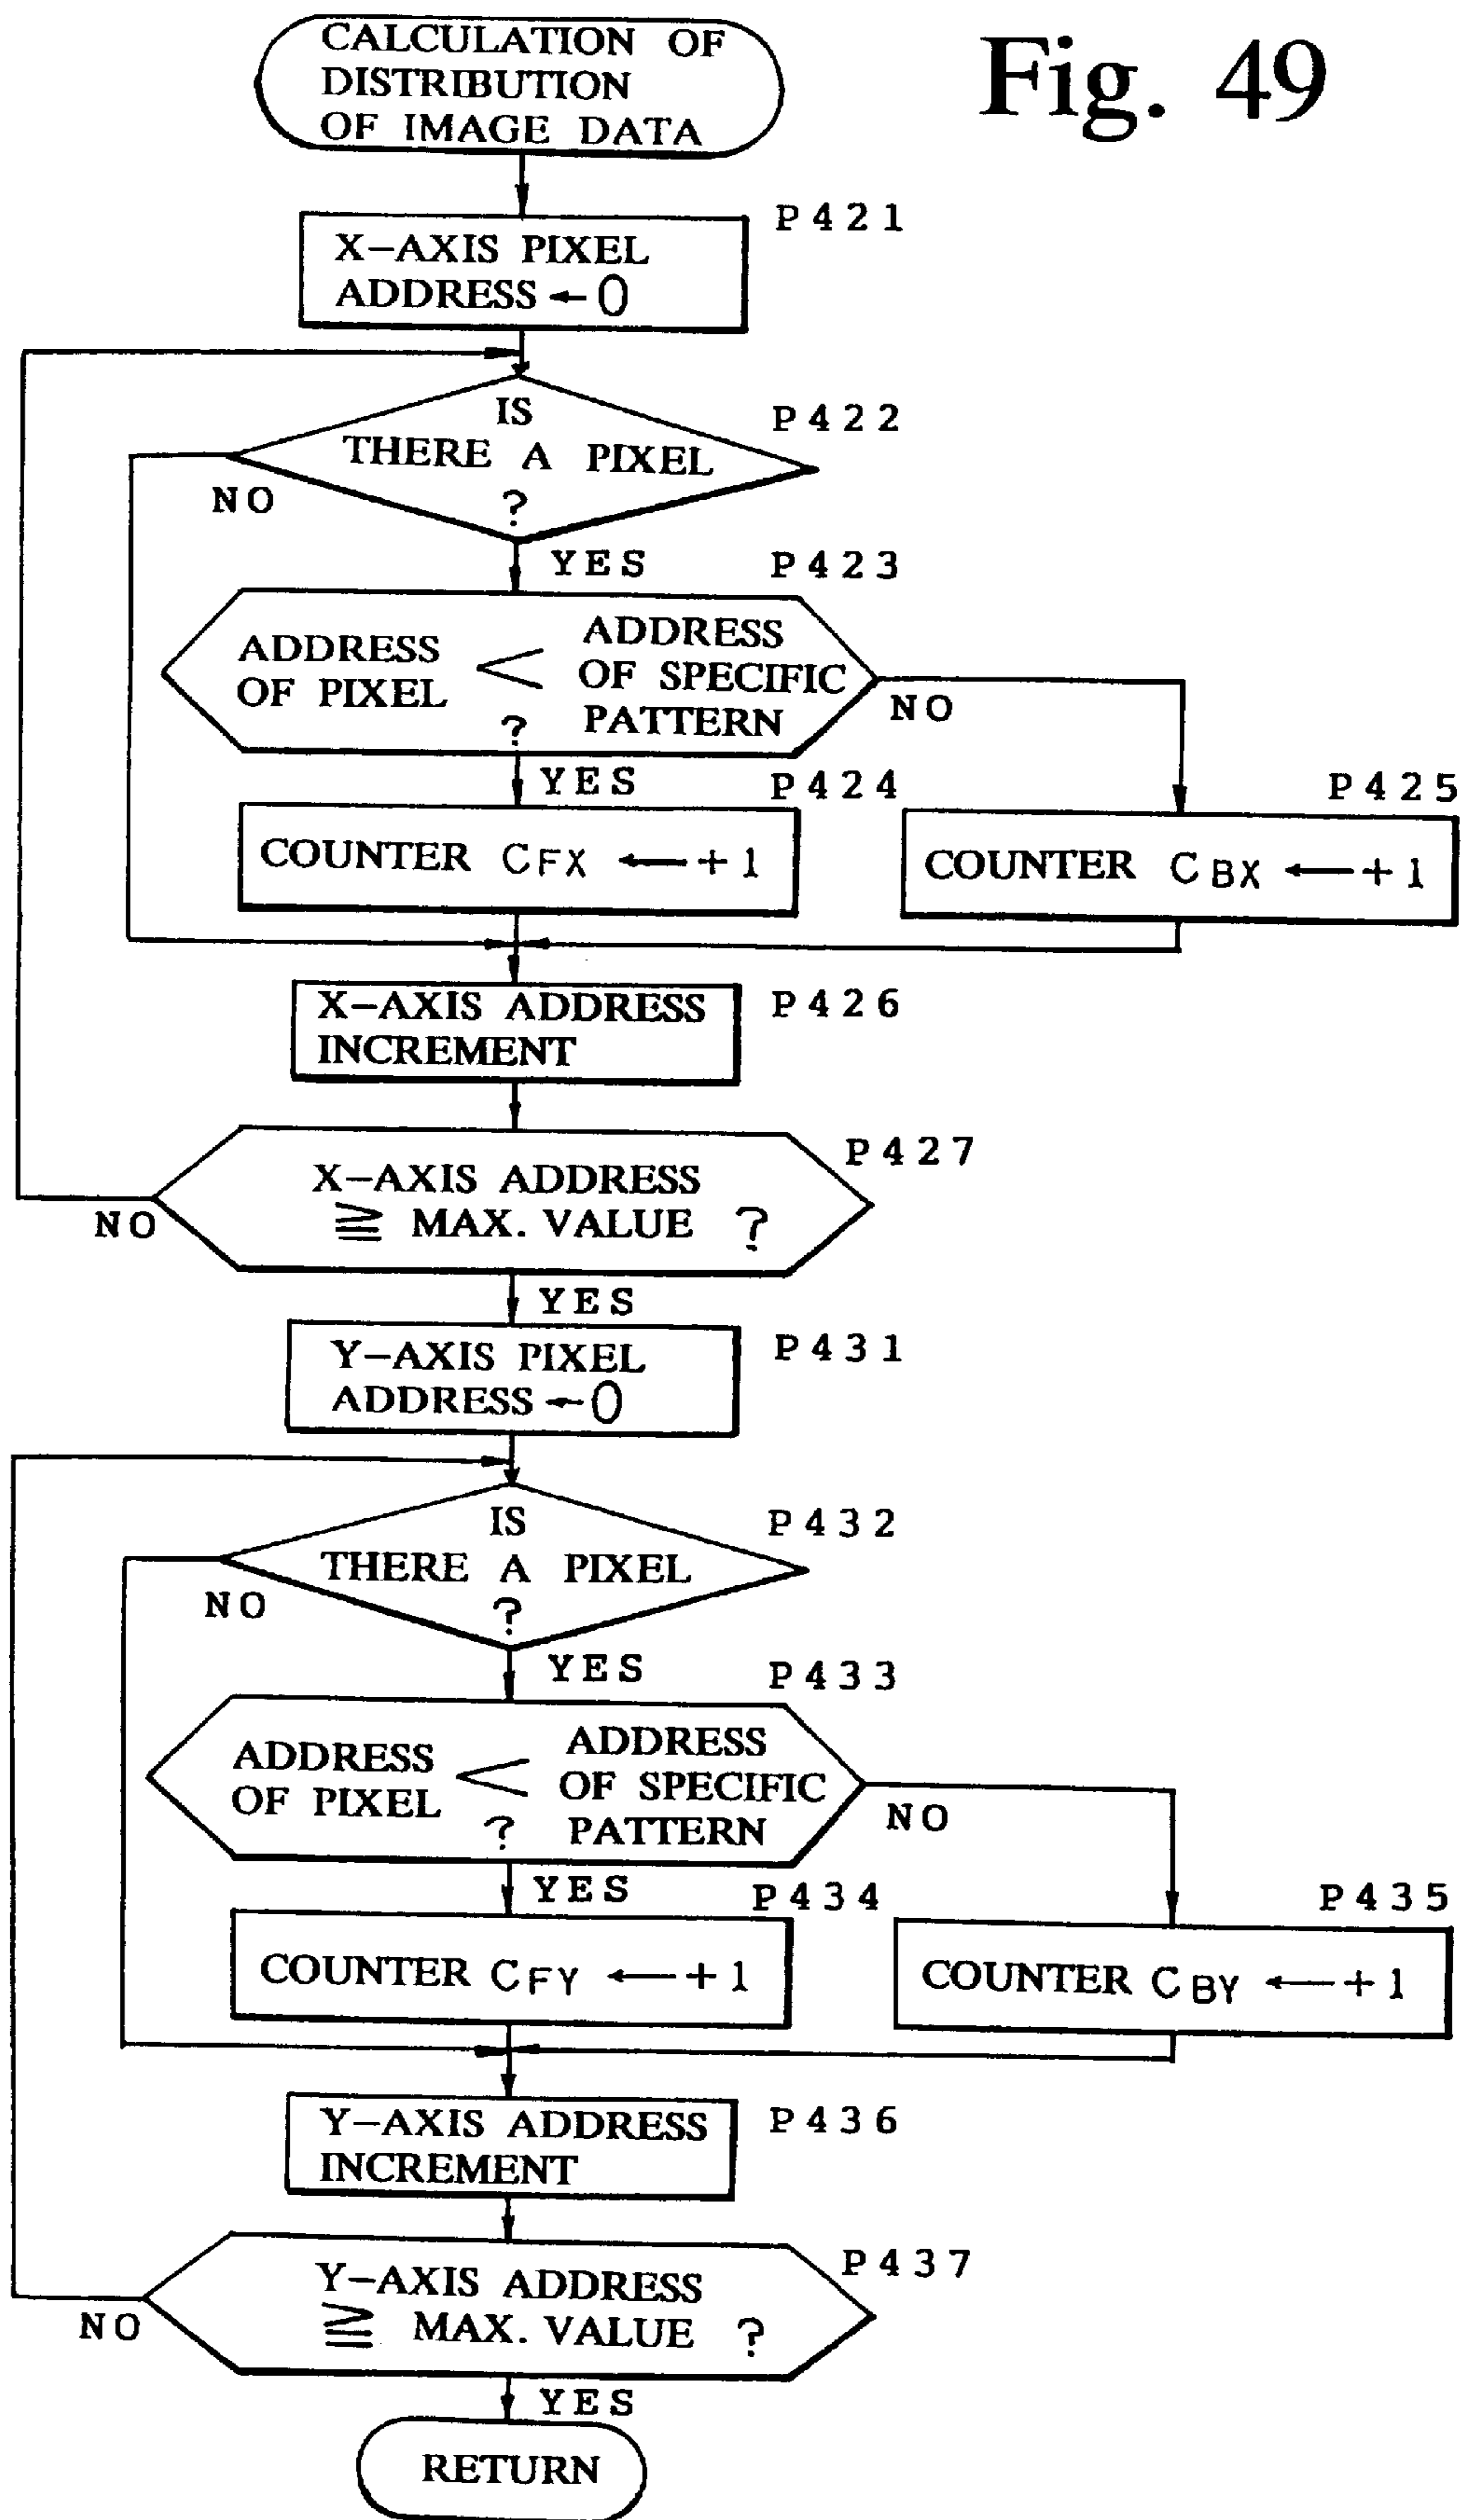 CALCULATION OF
DISTRIBUTION
OF IMAGE DATA
Fig. 49
P421
X-AXIS PIXEL
ADDRESS ← 0
P422
IS
THERE A PIXEL
?
NO
YES
P423
ADDRESS
OF PIXEL
<
ADDRESS
OF SPECIFIC
PATTERN
?
NO
YES
P424
COUNTER CFX ← +1
P425
COUNTER CBX ← +1
P426
X-AXIS ADDRESS
INCREMENT
P427
X-AXIS ADDRESS
≧ MAX. VALUE ?
NO
YES
P431
Y-AXIS PIXEL
ADDRESS ← 0
P432
IS
THERE A PIXEL
?
NO
YES
P433
ADDRESS
OF PIXEL
<
ADDRESS
OF SPECIFIC
PATTERN
?
NO
YES
P434
COUNTER CFY ← +1
P435
COUNTER CBY ← +1
P436
Y-AXIS ADDRESS
INCREMENT
P437
Y-AXIS ADDRESS
≧ MAX. VALUE ?
NO
YES
RETURN